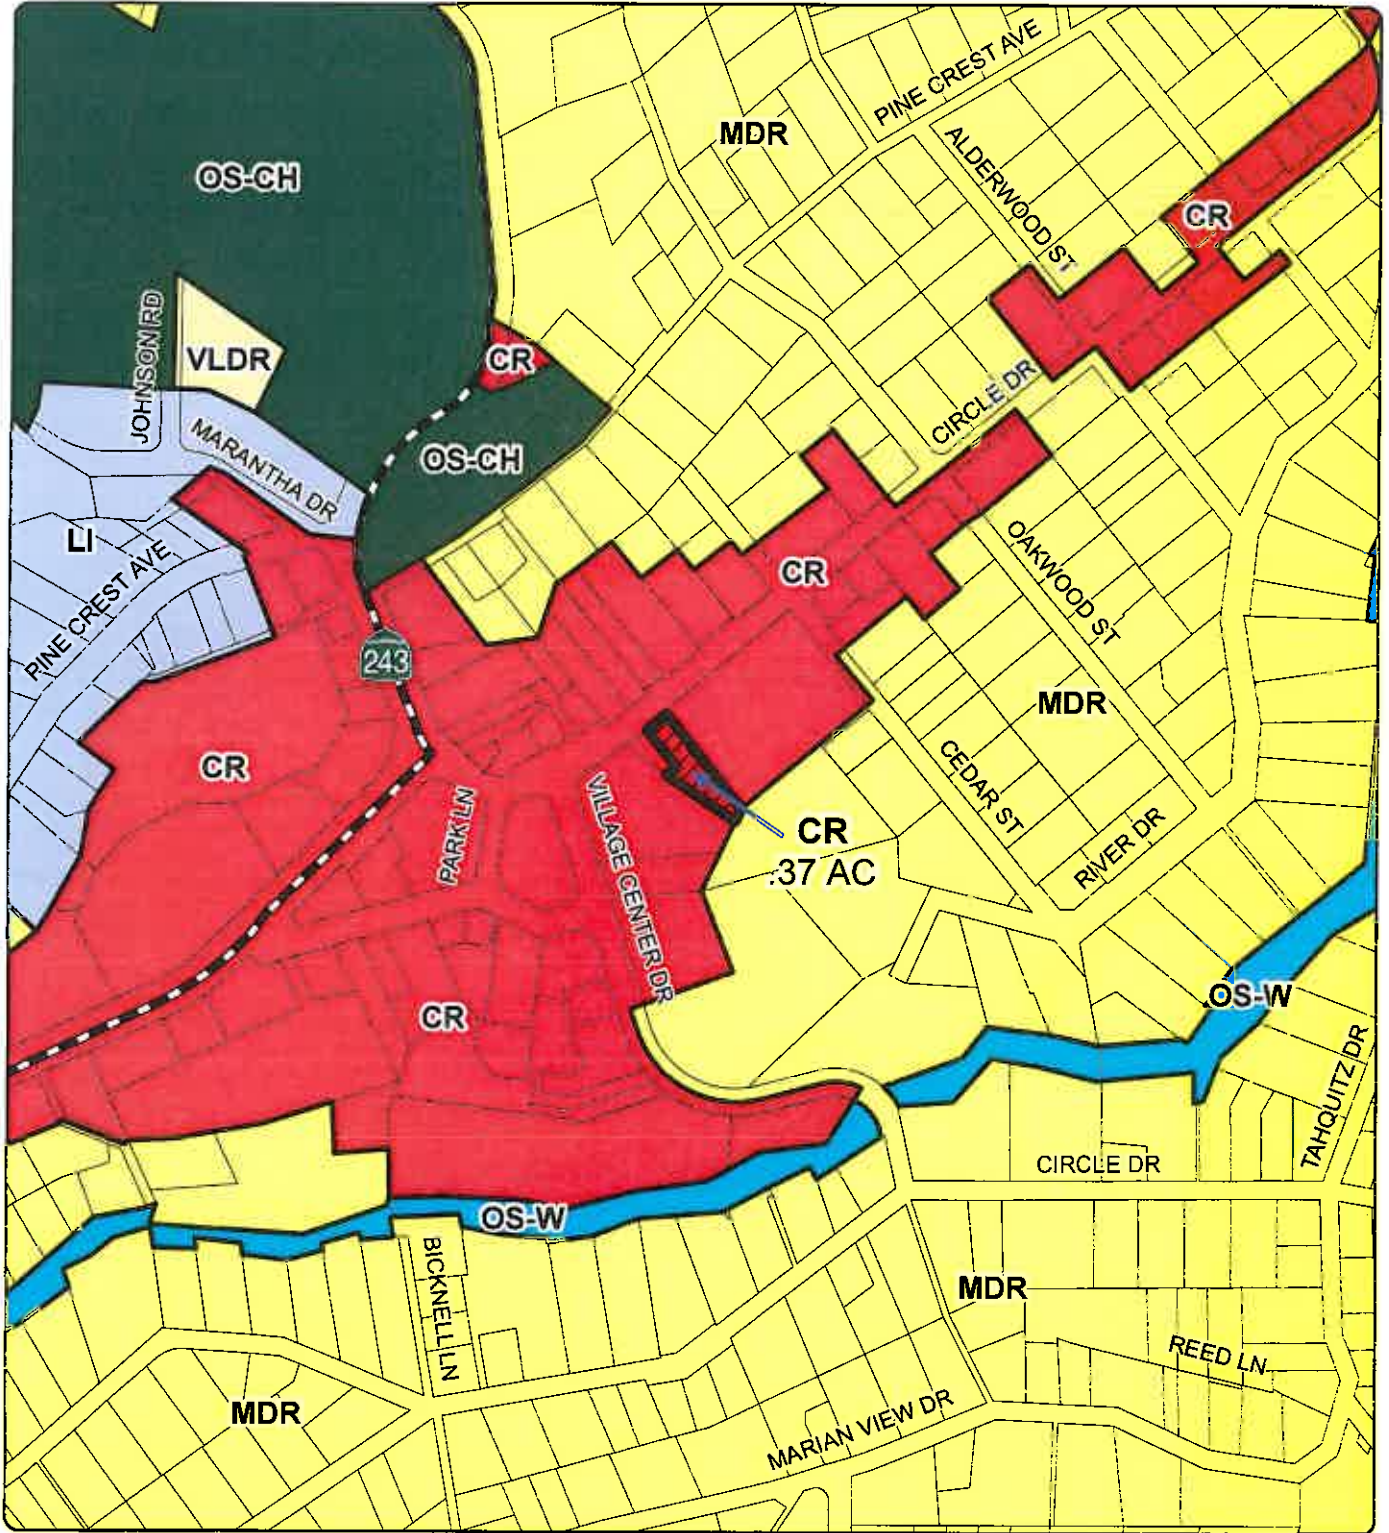 PINE CREST AVE
MDR
ALDERWOOD ST
OS-CH
CR
JOHNSON RD
VLDR
CR
CIRCLE DR
MARANTHA DR
OS-CH
LI
PINE CREST AVE
CR
OAKWOOD ST
243
MDR
CR
CEDAR ST
PARK LN
VILLAGE CENTER DR
CR
.37 AC
RIVER DR
OS-W
CR
TAHQUITZ DR
CIRCLE DR
OS-W
BICKNELL LN
MDR
REED LN
MDR
MARIAN VIEW DR